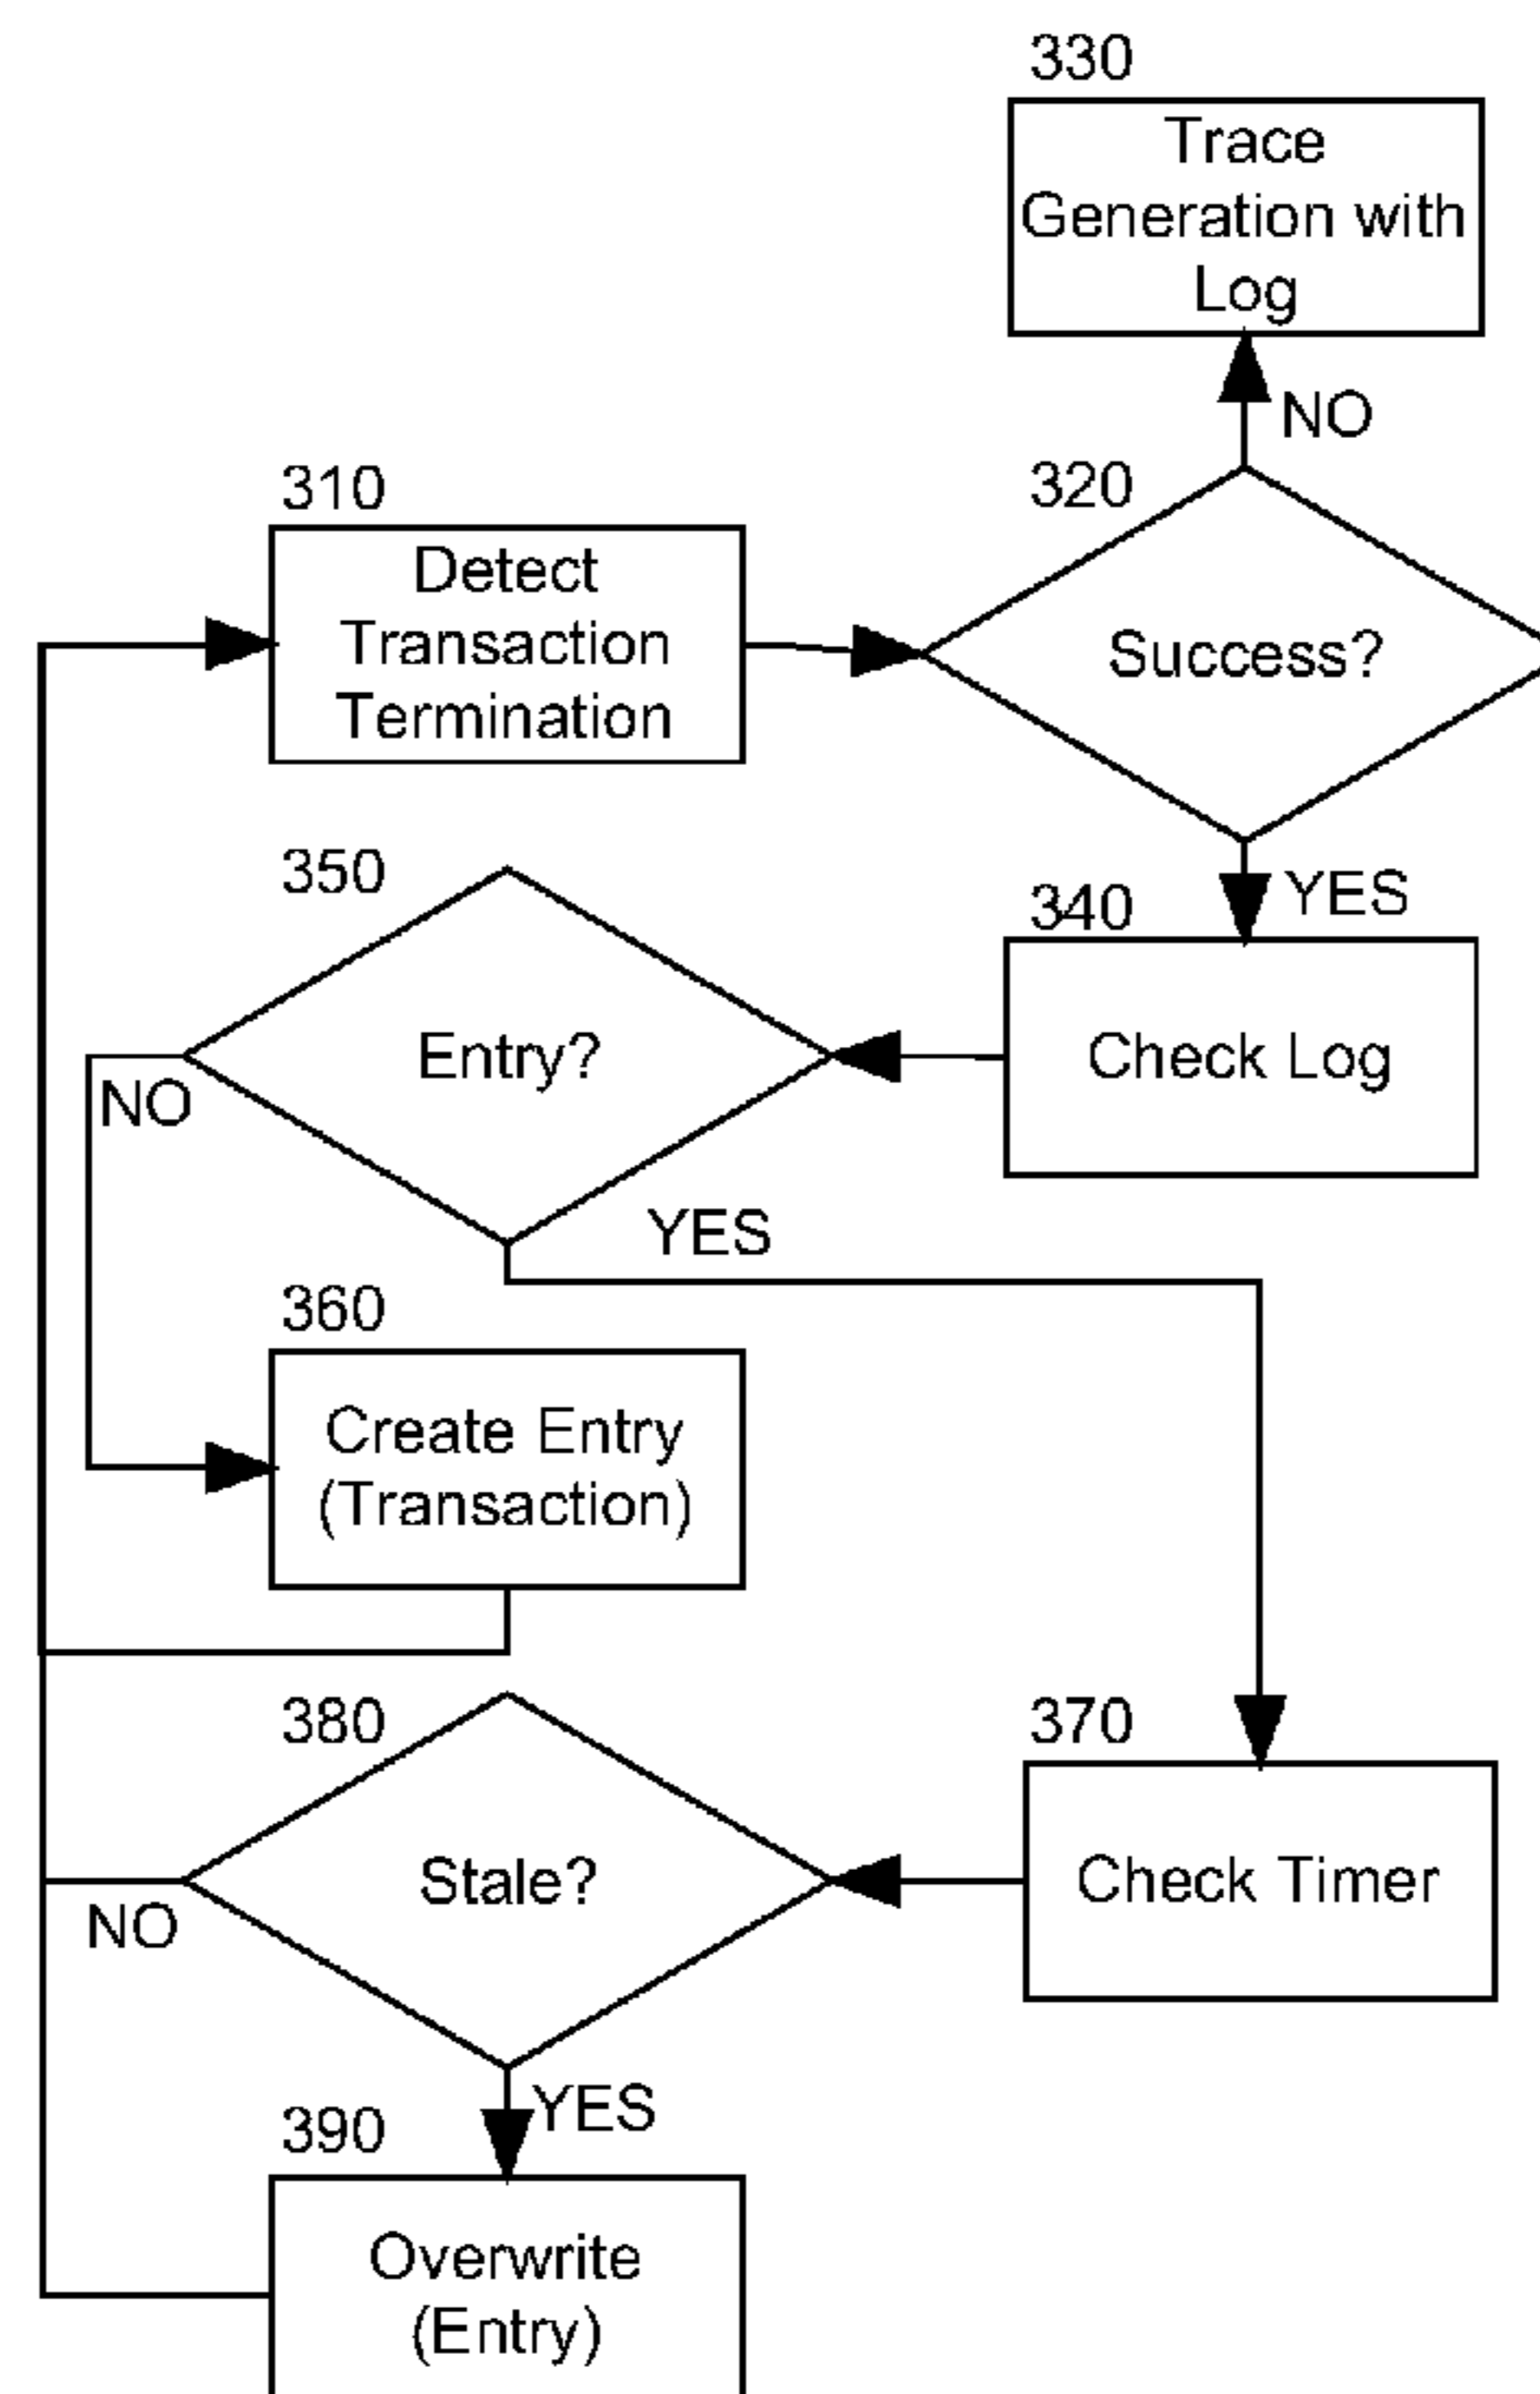 330
Trace
Generation with
Log
NO
310
Detect
Transaction
Termination
320
Success?
YES
340
Check Log
350
Entry?
NO
YES
360
Create Entry
(Transaction)
370
Check Timer
380
Stale?
NO
YES
390
Overwrite
(Entry)